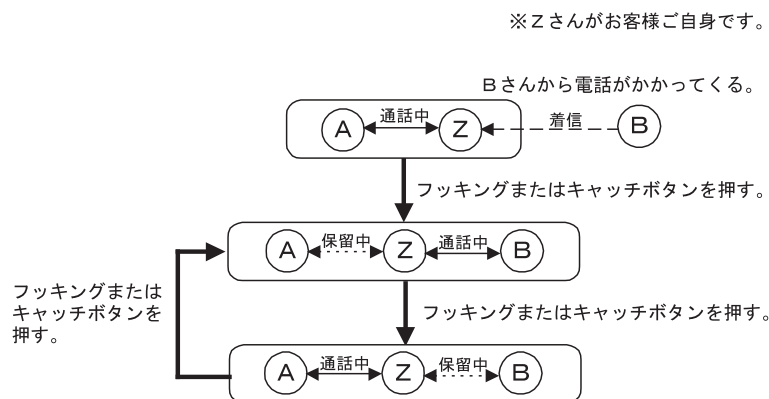 ※Zさんがお客様ご自身です。
Bさんから電話がかかってくる。
A 通話中 Z 着信 B
フッキングまたはキャッチボタンを押す。
A 保留中 Z 通話中 B
フッキングまたは
キャッチボタンを
押す。
フッキングまたはキャッチボタンを押す。
A 通話中 Z 保留中 B